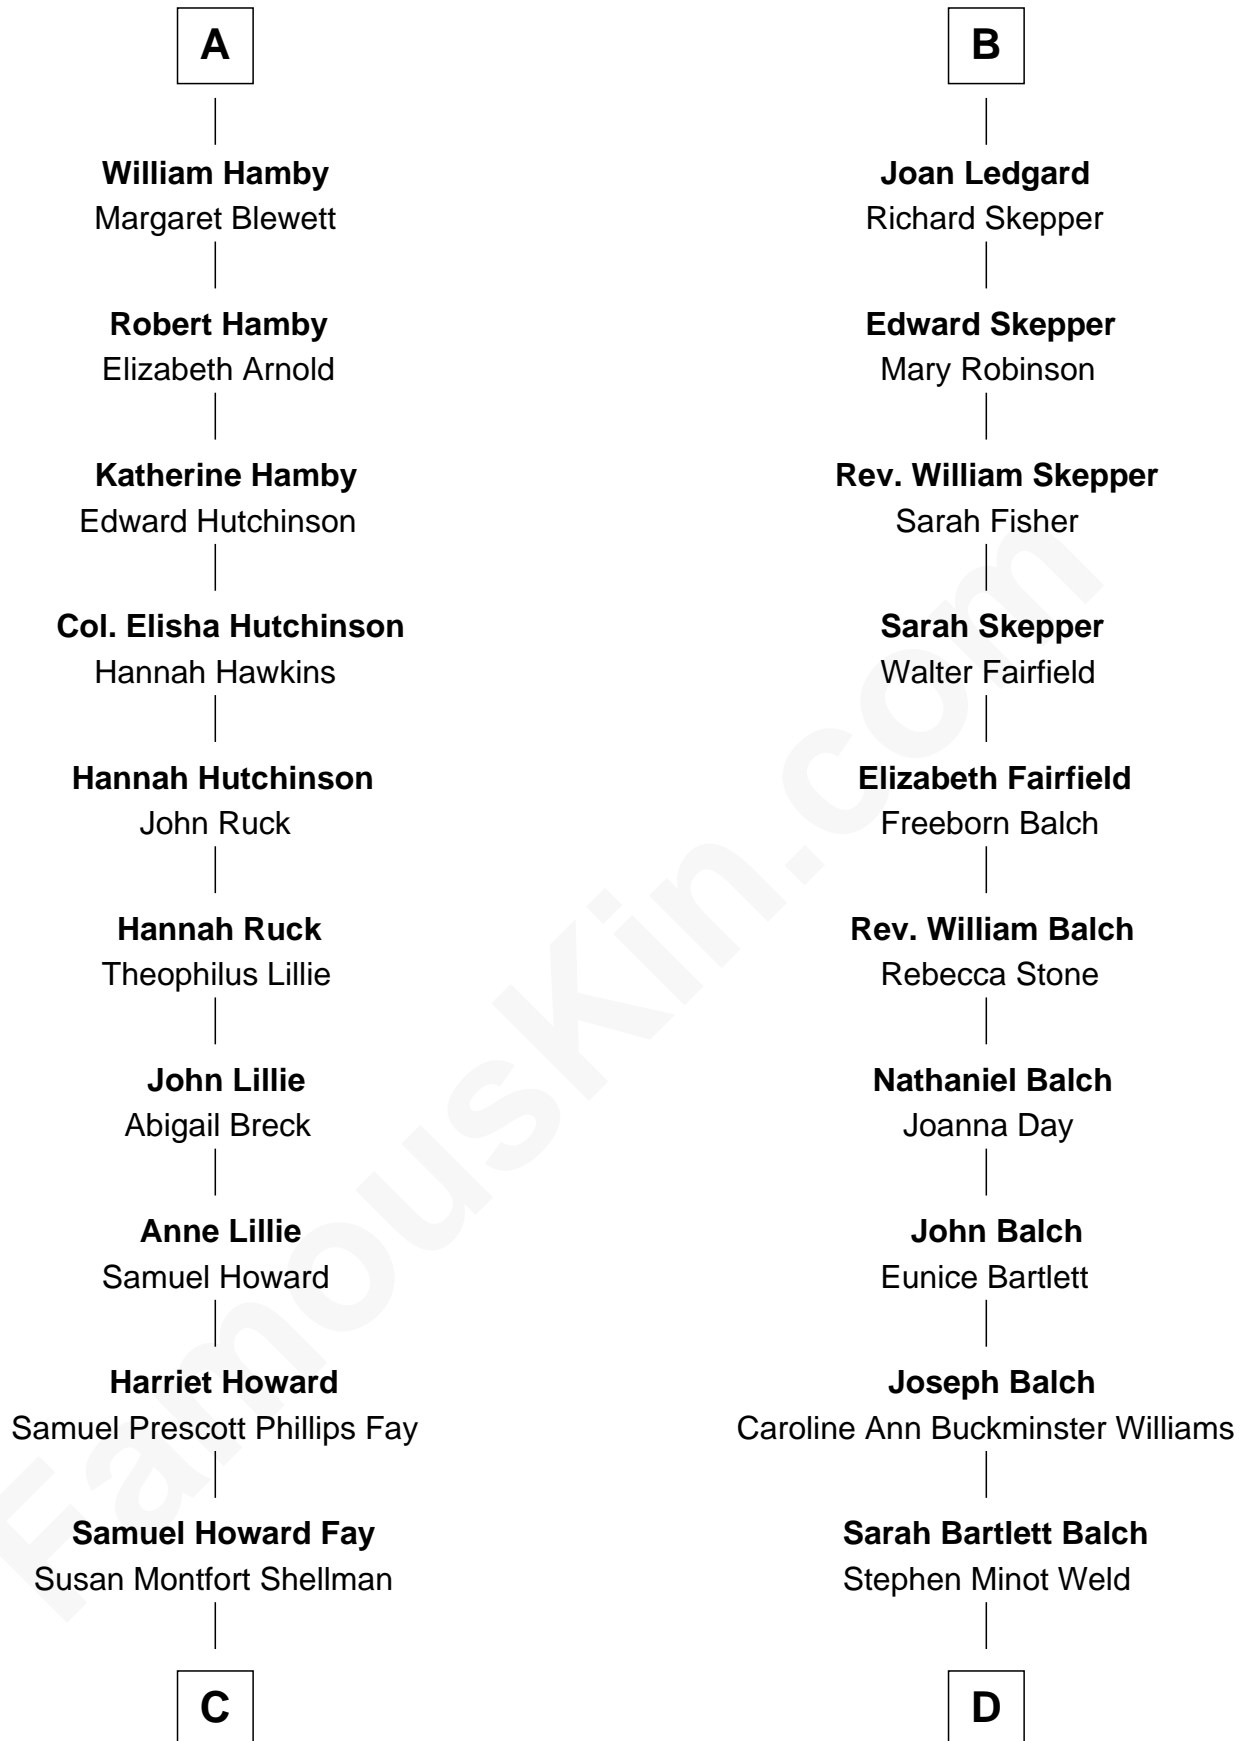 A
William Hamby
Margaret Blewett
Robert Hamby
Elizabeth Arnold
Katherine Hamby
Edward Hutchinson
Col. Elisha Hutchinson
Hannah Hawkins
Hannah Hutchinson
John Ruck
Hannah Ruck
Theophilus Lillie
John Lillie
Abigail Breck
Anne Lillie
Samuel Howard
Harriet Howard
Samuel Prescott Phillips Fay
Samuel Howard Fay
Susan Montfort Shellman
C
B
Joan Ledgard
Richard Skepper
Edward Skepper
Mary Robinson
Rev. William Skepper
Sarah Fisher
Sarah Skepper
Walter Fairfield
Elizabeth Fairfield
Freeborn Balch
Rev. William Balch
Rebecca Stone
Nathaniel Balch
Joanna Day
John Balch
Eunice Bartlett
Joseph Balch
Caroline Ann Buckminster Williams
Sarah Bartlett Balch
Stephen Minot Weld
D
FamousKin.com